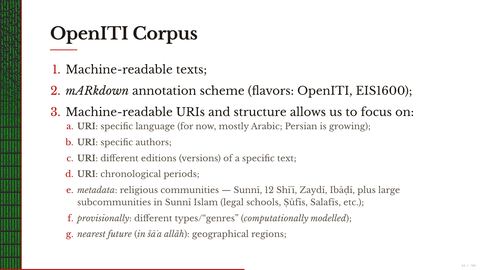 OpenITI Corpus
1. Machine-readable texts;
2. mARkdown annotation scheme (flavors: OpenITI, EIS1600);
3. Machine-readable URIs and structure allows us to focus on:
a. URI: specific language (for now, mostly Arabic; Persian is growing);
b. URI: specific authors;
c. URI: different editions (versions) of a specific text;
d. URI: chronological periods;
e. metadata: religious communities — Sunnī, 12 Shīʿī, Zaydī, Ibāḍī, plus large
subcommunities in Sunni Islam (legal schools, Ṣūfīs, Salafīs, etc.);
f. provisionally: different types/“genres” (computationally modelled);
g. nearest future (in šāʾa allāh): geographical regions;